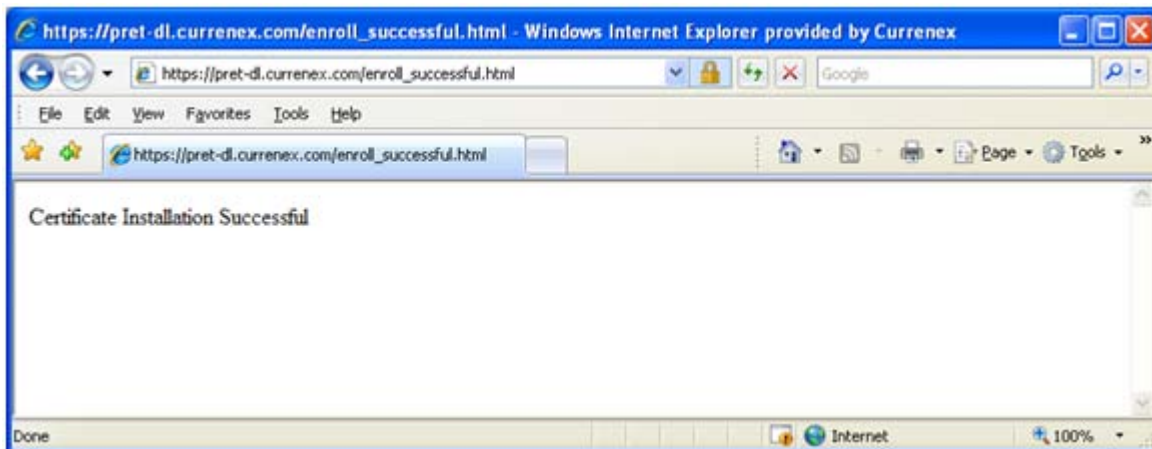 https://pret-dl.currenex.com/enroll_successful.html - Windows Internet Explorer provided by Currenex
https://pret-dl.currenex.com/enroll_successful.html Google
File Edit View Favorites Tools Help
https://pret-dl.currenex.com/enroll_successful.html Page Tools »
Certificate Installation Successful
Done Internet 100%